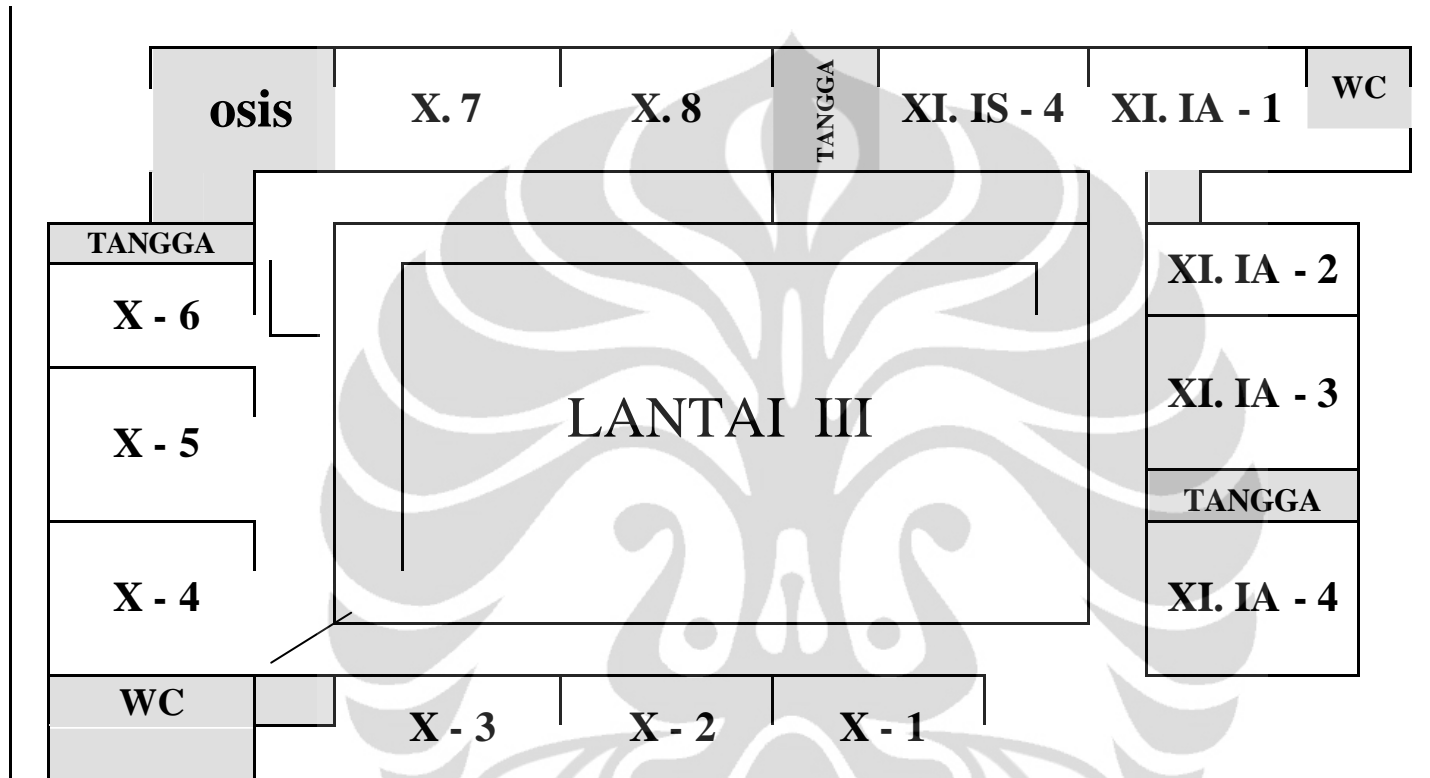 osis
X. 7
X. 8
TANGGA
XI. IS - 4
XI. IA - 1
WC
TANGGA
X - 6
X - 5
X - 4
WC
LANTAI III
XI. IA - 2
XI. IA - 3
TANGGA
XI. IA - 4
X - 3
X - 2
X - 1